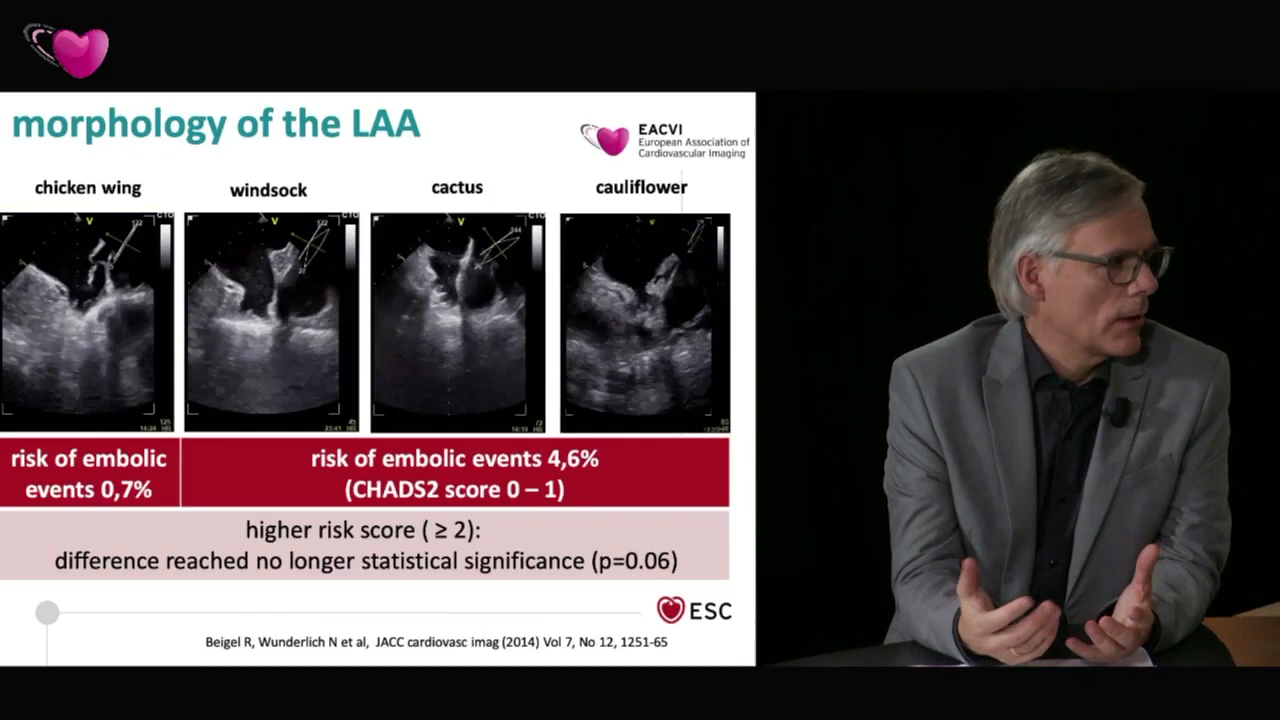 morphology of the LAA
EACVI
European Association of
Cardiovascular Imaging
chicken wing
windsock
cactus
cauliflower
risk of embolic
events 0,7%
risk of embolic events 4,6%
(CHADS2 score 0 – 1)
higher risk score ( ≥ 2):
difference reached no longer statistical significance (p=0.06)
ESC
Beigel R, Wunderlich N et al, JACC cardiovasc imag (2014) Vol 7, No 12, 1251-65